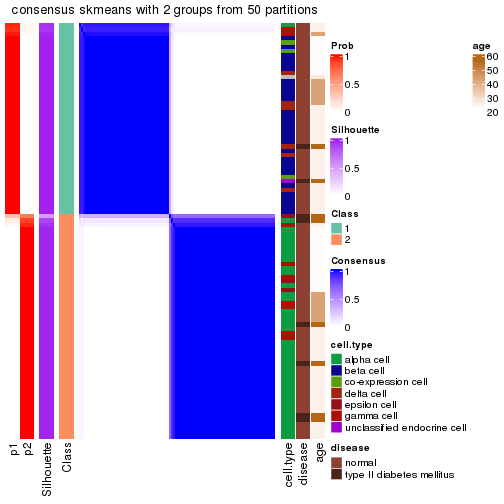 consensus skmeans with 2 groups from 50 partitions
Prob
1
0.5
0
age
60
50
40
30
20
Silhouette
1
0.5
0
Class
1
2
Consensus
1
0.5
0
cell.type
alpha cell
beta cell
co-expression cell
delta cell
epsilon cell
gamma cell
unclassified endocrine cell
disease
normal
type II diabetes mellitus
p1
p2
Silhouette
Class
cell.type
disease
age